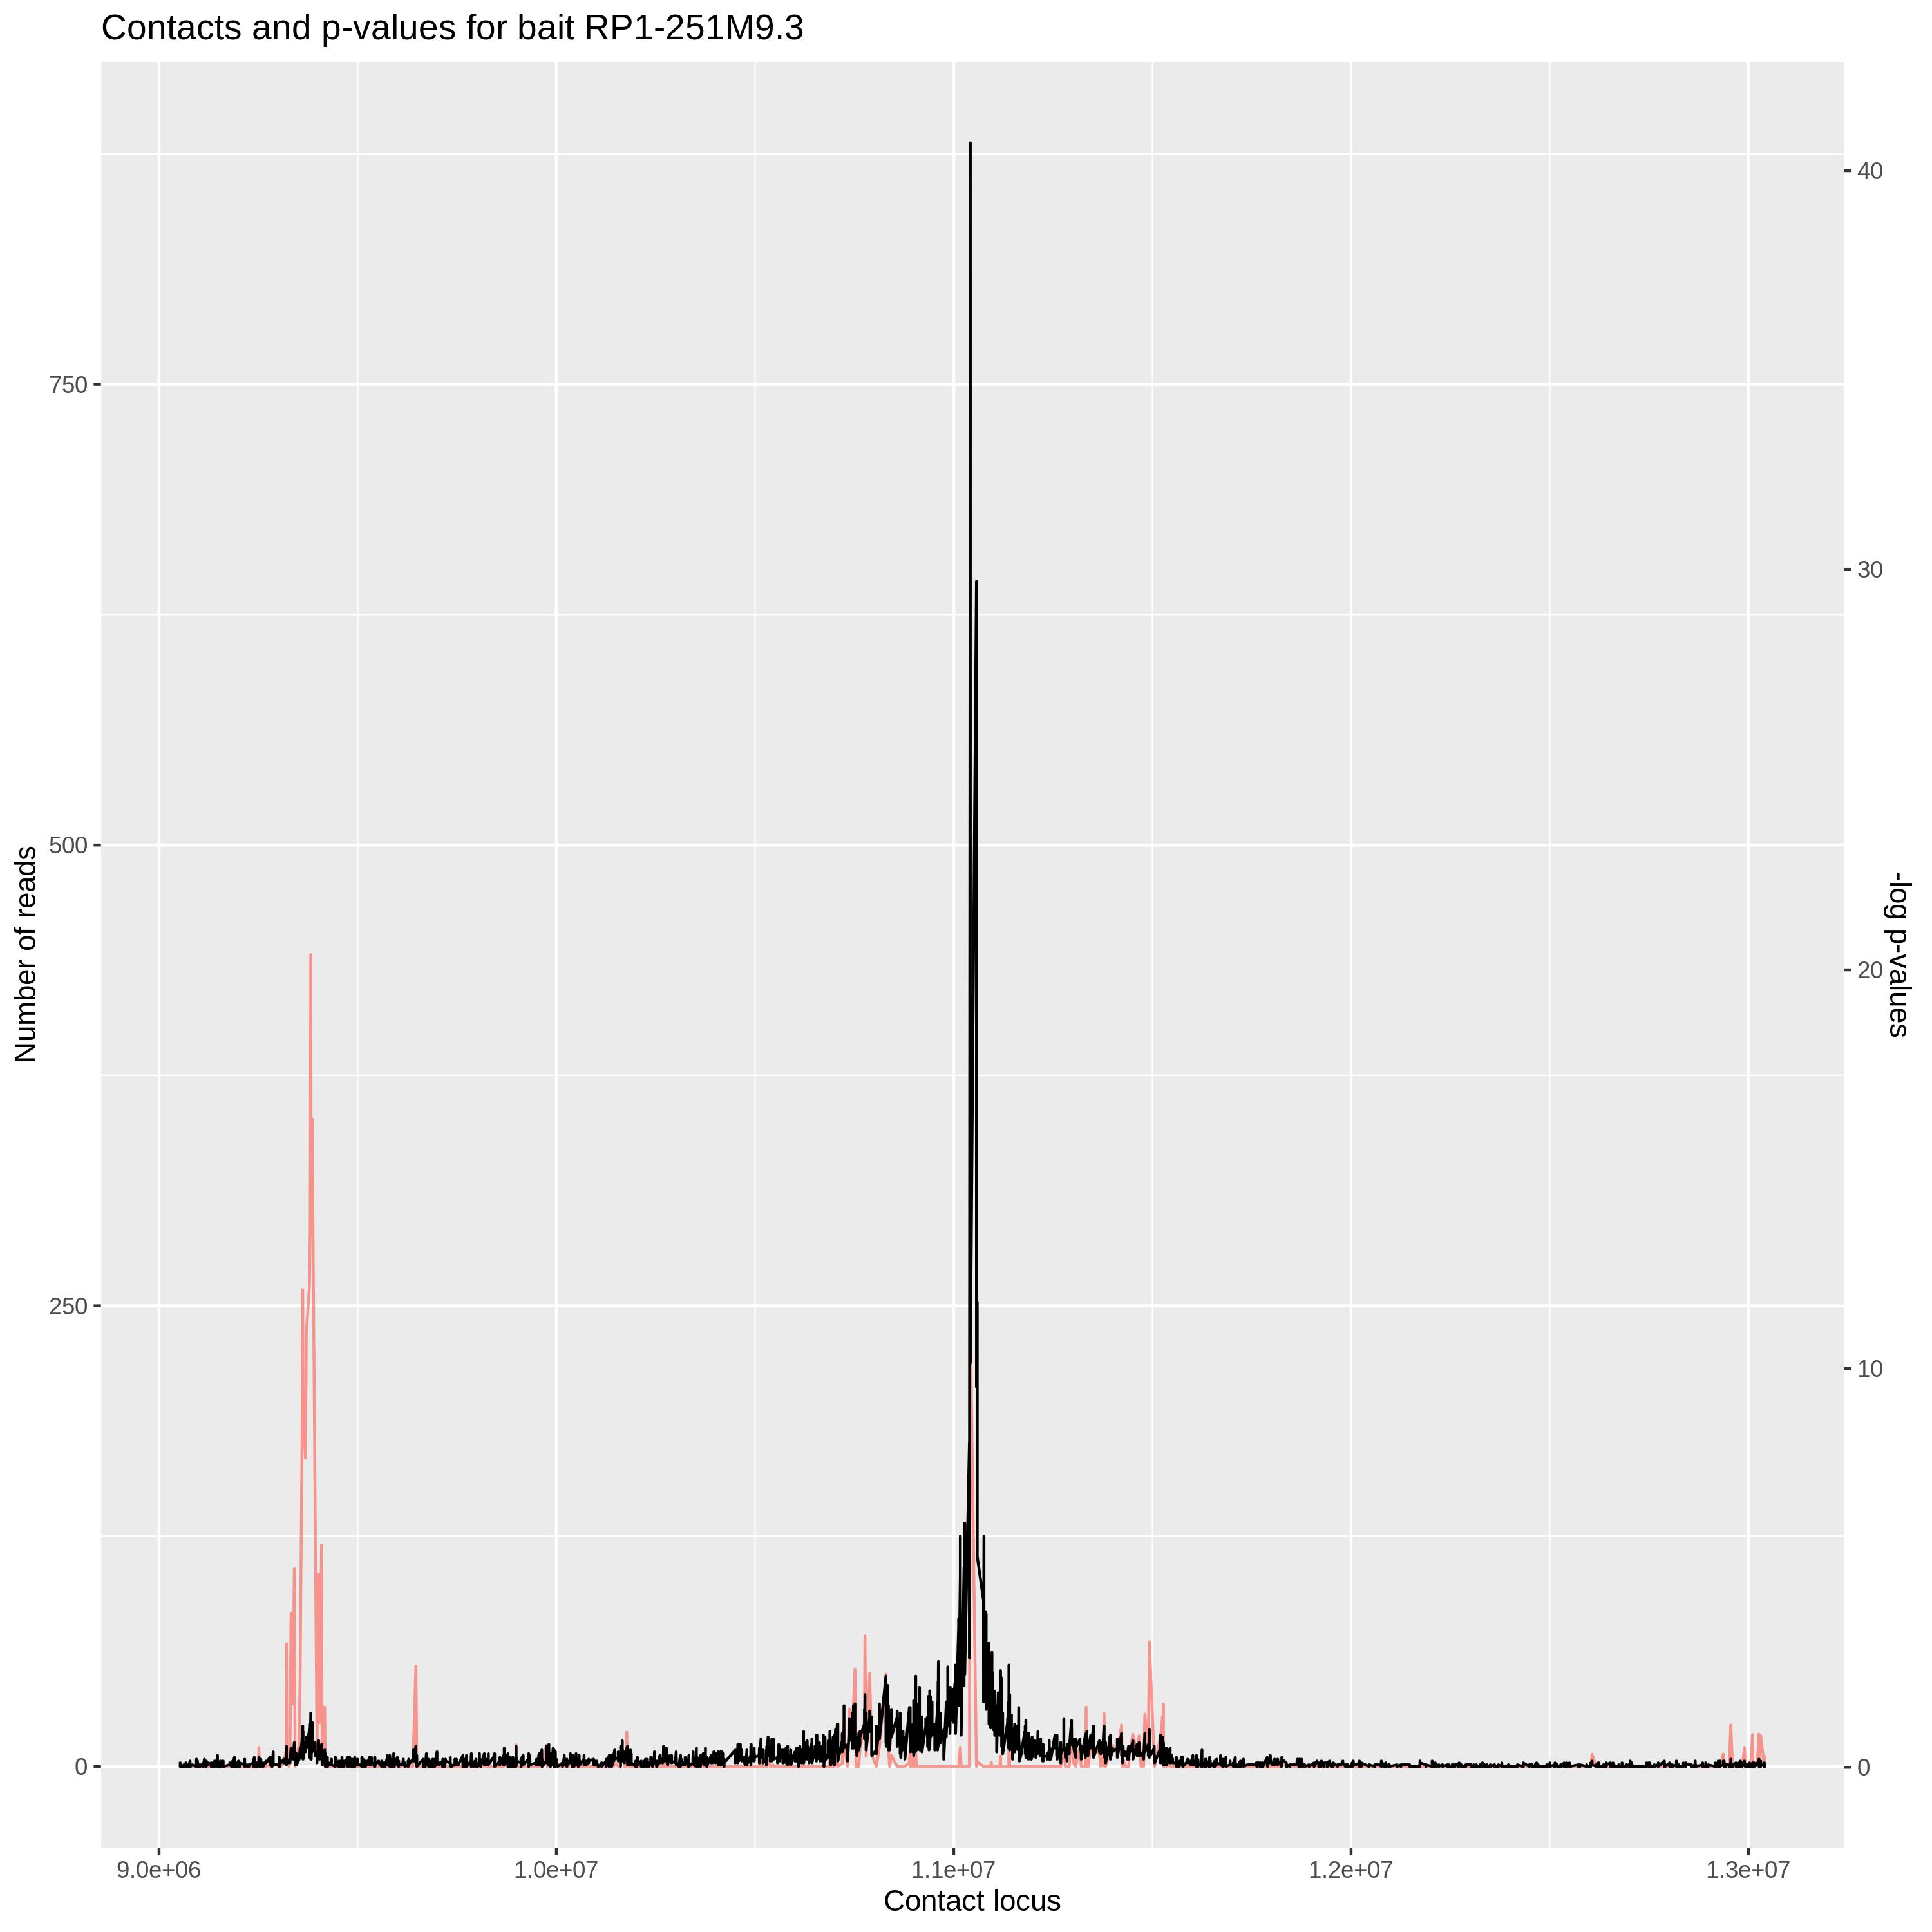 Contacts and p-values for bait RP1-251M9.3
Number of reads
750
500
250
0
40
30
20
10
0
-log p-values
9.0e+06 1.0e+07 1.1e+07 1.2e+07 1.3e+07
Contact locus